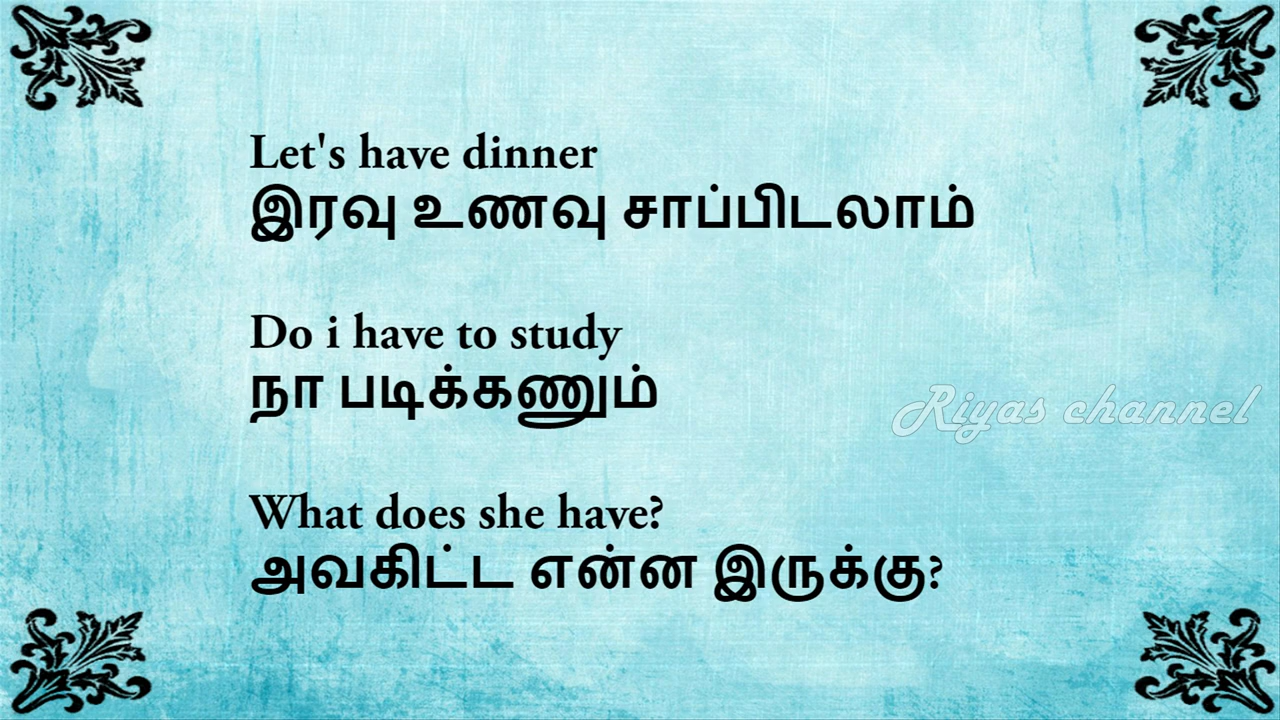 Let's have dinner
இரவு உணவு சாப்பிடலாம்
Do i have to study
நா படிக்கணும்
Riyas channel
What does she have?
அவகிட்ட என்ன இருக்கு?